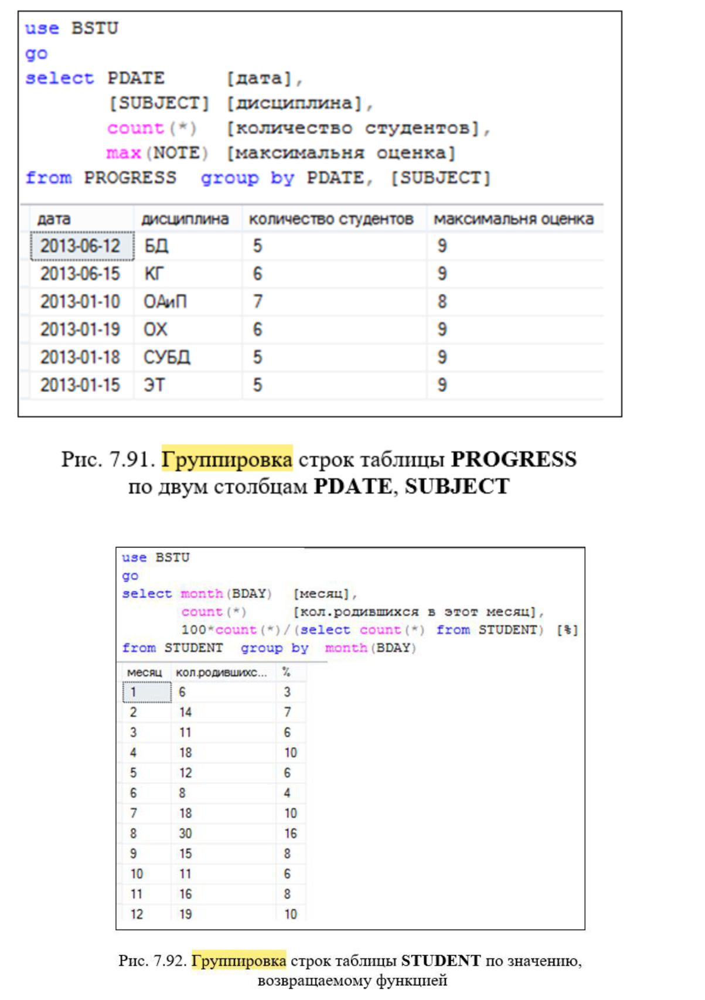 use BSTU
go
select PDATE [дата],
[SUBJECT] [дисциплина],
count(*) [количество студентов],
max(NOTE) [максимальня оценка]
from PROGRESS group by PDATE, [SUBJECT]
дата дисциплина количество студентов максимальня оценка
2013-06-12 БД 5 9
2013-06-15 КГ 6 9
2013-01-10 ОАиП 7 8
2013-01-19 ОХ 6 9
2013-01-18 СУБД 5 9
2013-01-15 ЭТ 5 9
Рис. 7.91. Группировка строк таблицы PROGRESS
по двум столбцам PDATE, SUBJECT
use BSTU
go
select month(BDAY) [месяц],
count(*) [кол.родившихся в этот месяц],
100*count(*)/(select count(*) from STUDENT) [%]
from STUDENT group by month(BDAY)
месяц кол.родившихс... %
1 6 3
2 14 7
3 11 6
4 18 10
5 12 6
6 8 4
7 18 10
8 30 16
9 15 8
10 11 6
11 16 8
12 19 10
Рис. 7.92. Группировка строк таблицы STUDENT по значению,
возвращаемому функцией